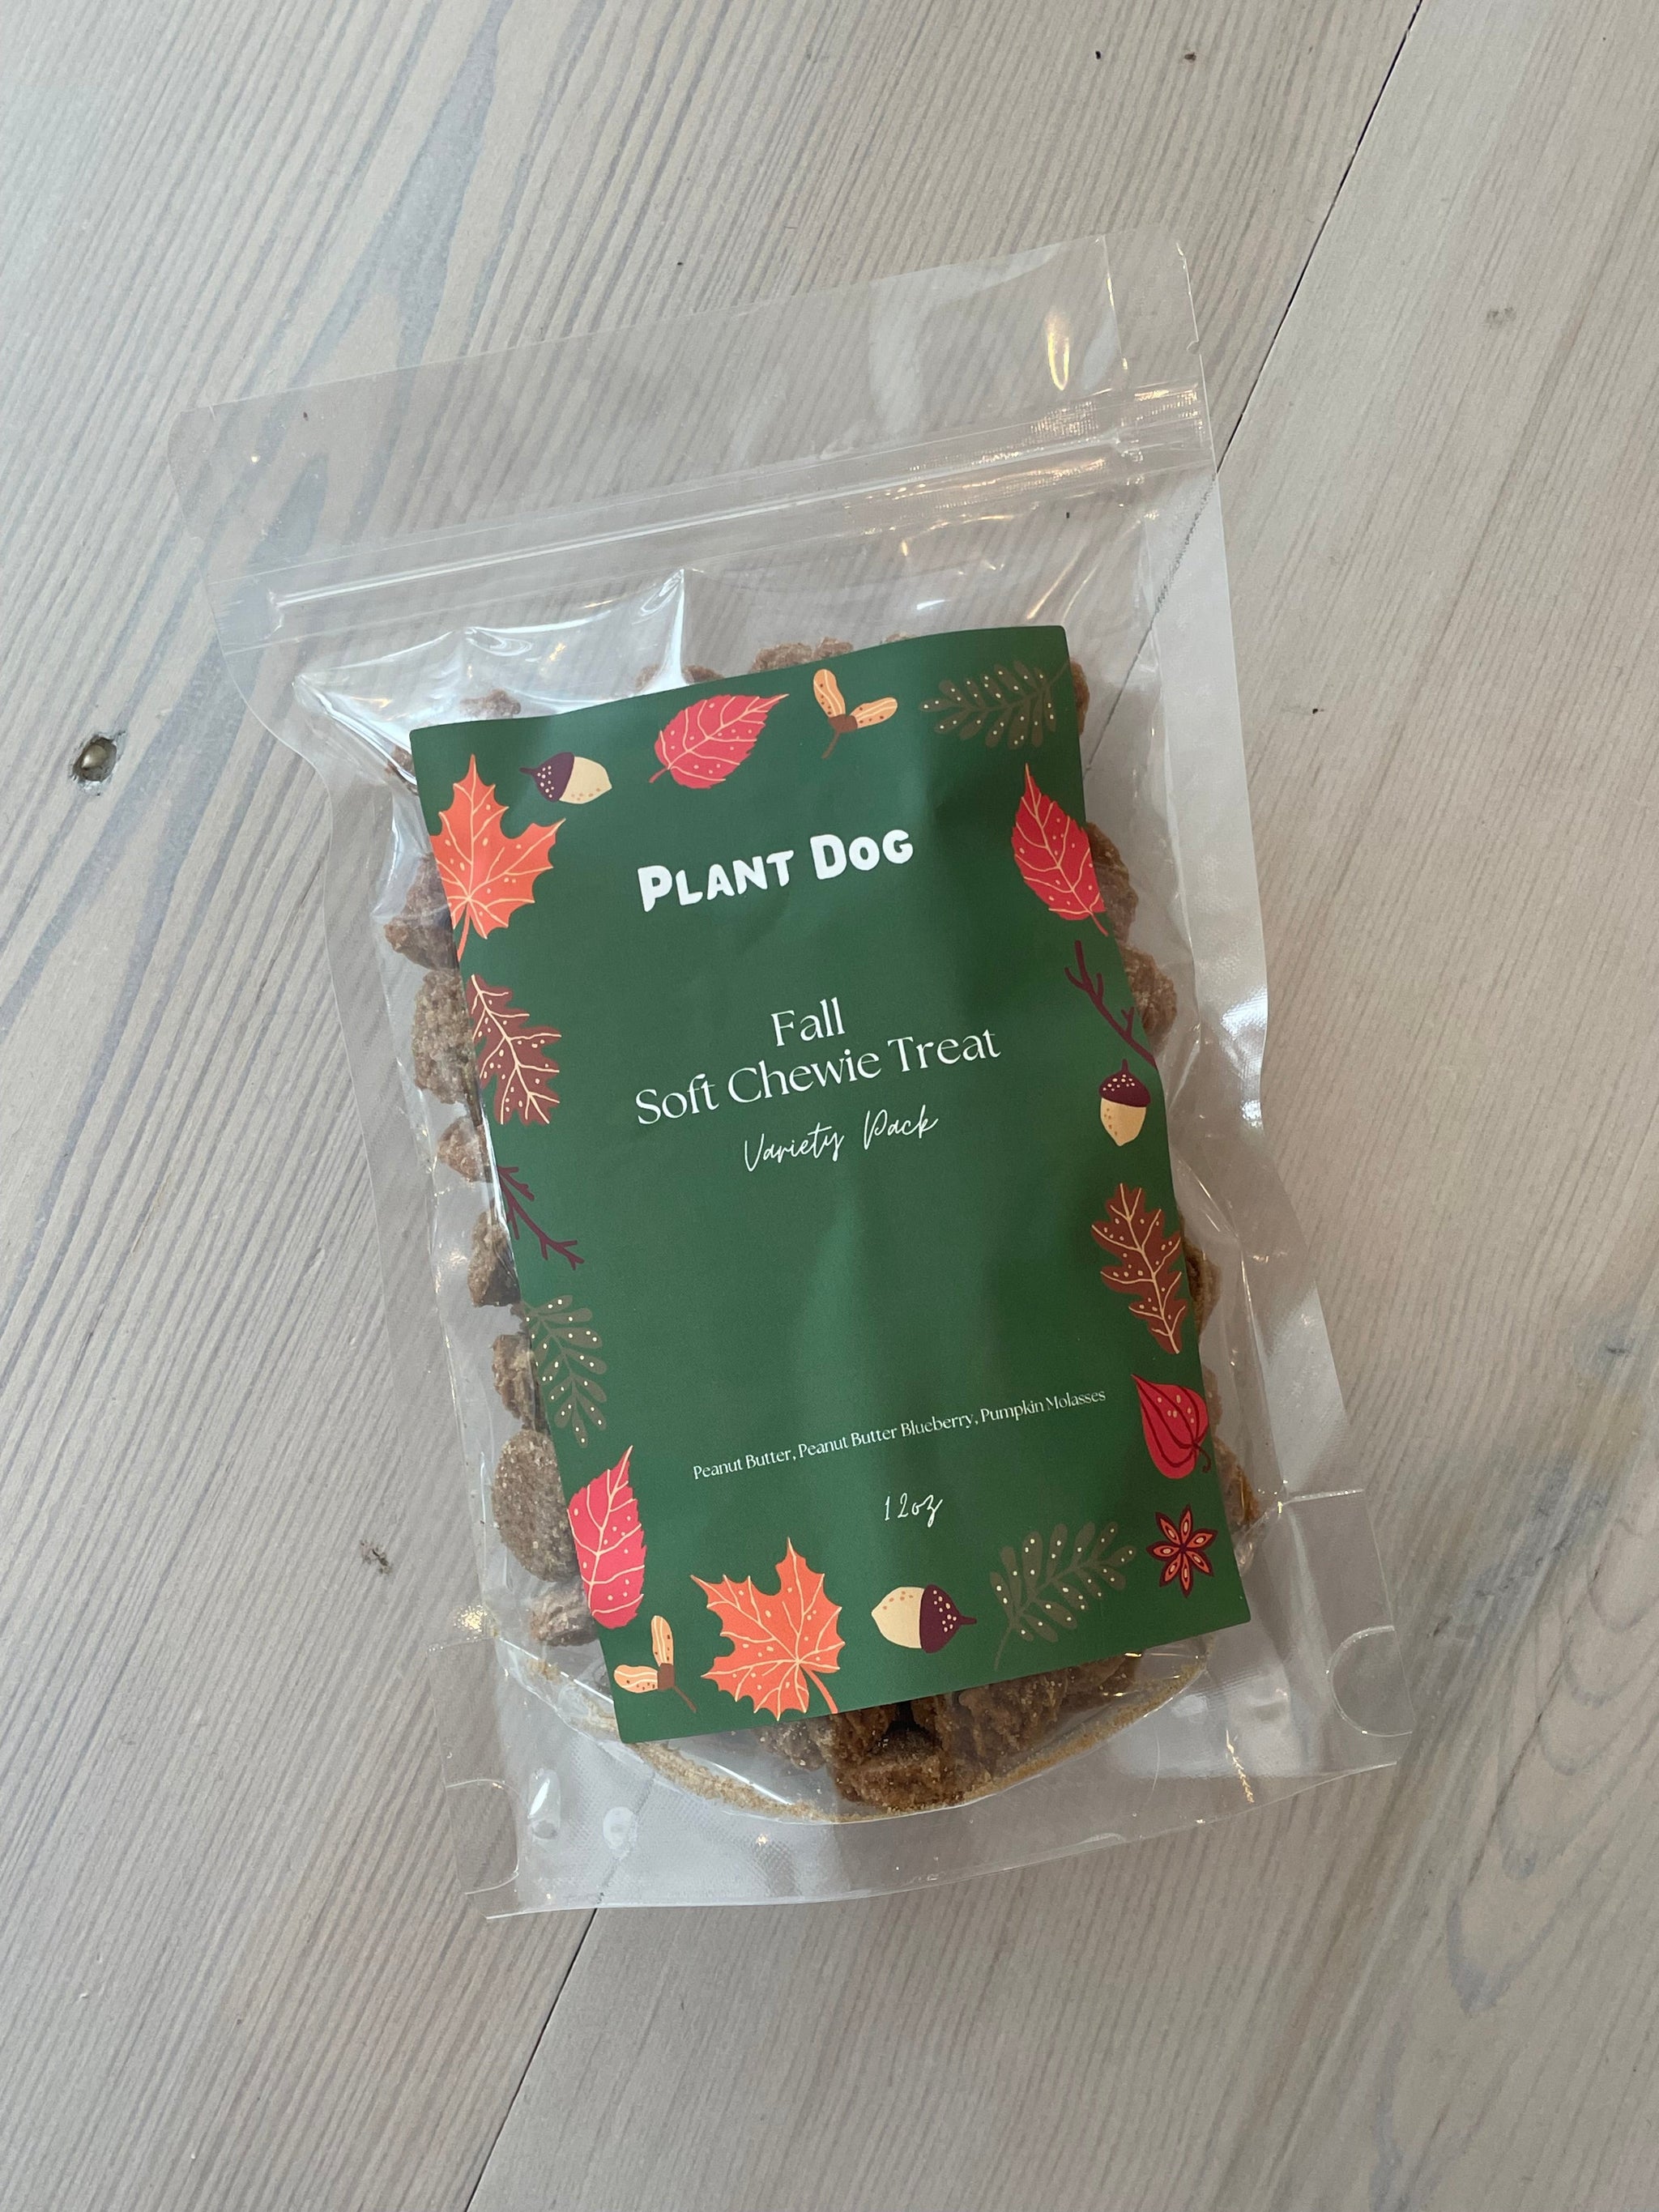 PLANT DOG
Fall
Soft Chewie Treat
Variety Pack
Peanut Butter, Peanut Butter Blueberry, Pumpkin Molasses
12oz